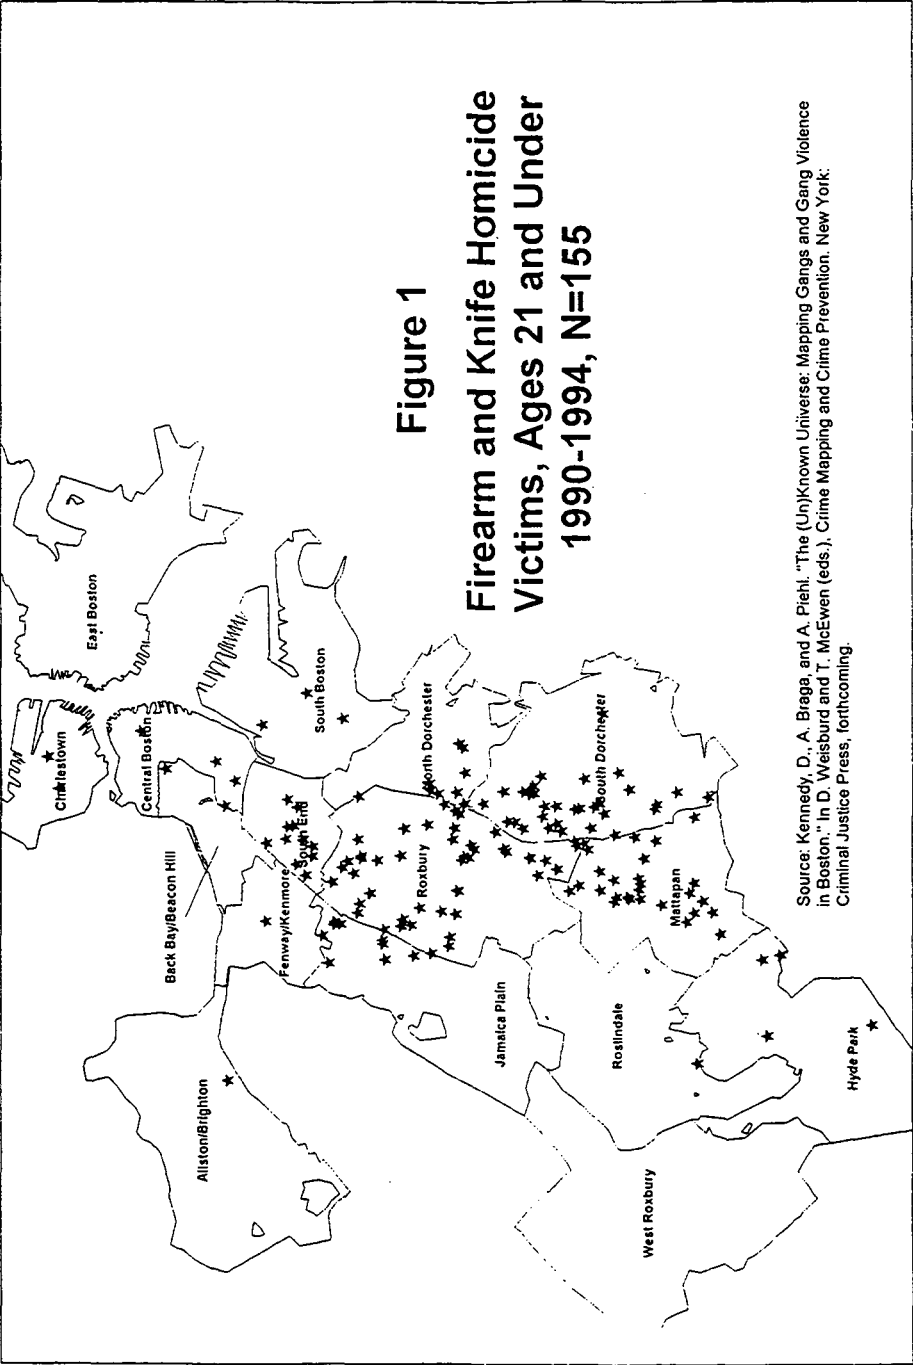 Figure 1
Firearm and Knife Homicide
Victims, Ages 21 and Under
1990-1994, N=155
East Boston
Charlestown
Central Boston
South Boston
Back Bay/Beacon Hill
South End
Fenway/Kenmore
Allston/Brighton
North Dorchester
Roxbury
South Dorchester
Jamaica Plain
Mattapan
Roslindale
Hyde Park
West Roxbury
Source: Kennedy, D., A. Braga, and A. Piehl. "The (Un)Known Universe: Mapping Gangs and Gang Violence
in Boston." In D. Weisburd and T. McEwen (eds.), Crime Mapping and Crime Prevention. New York:
Criminal Justice Press, forthcoming.